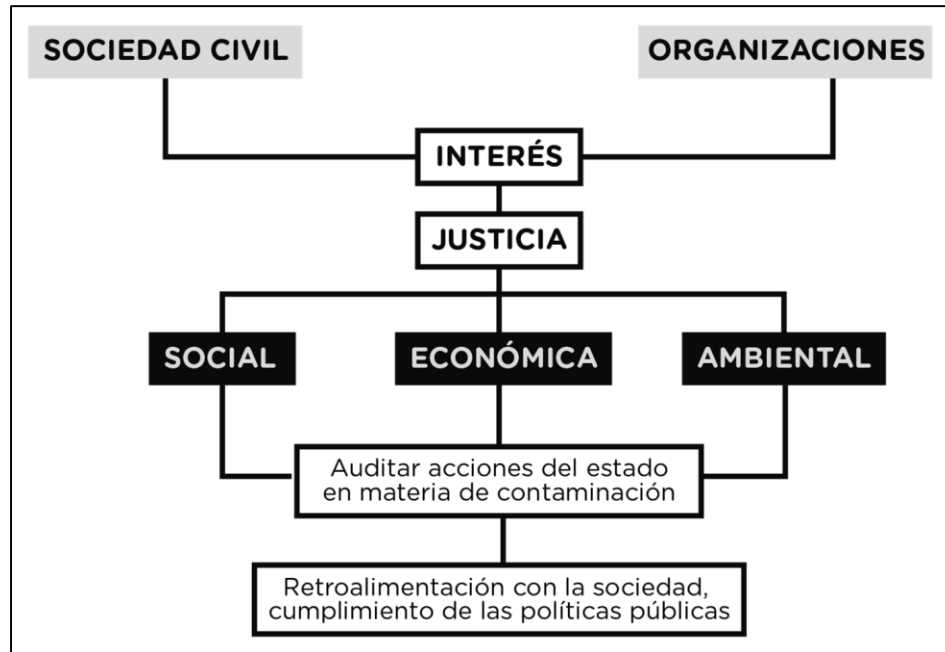 SOCIEDAD CIVIL
ORGANIZACIONES
INTERÉS
JUSTICIA
SOCIAL
ECONÓMICA
AMBIENTAL
Auditar acciones del estado
en materia de contaminación
Retroalimentación con la sociedad,
cumplimiento de las políticas públicas